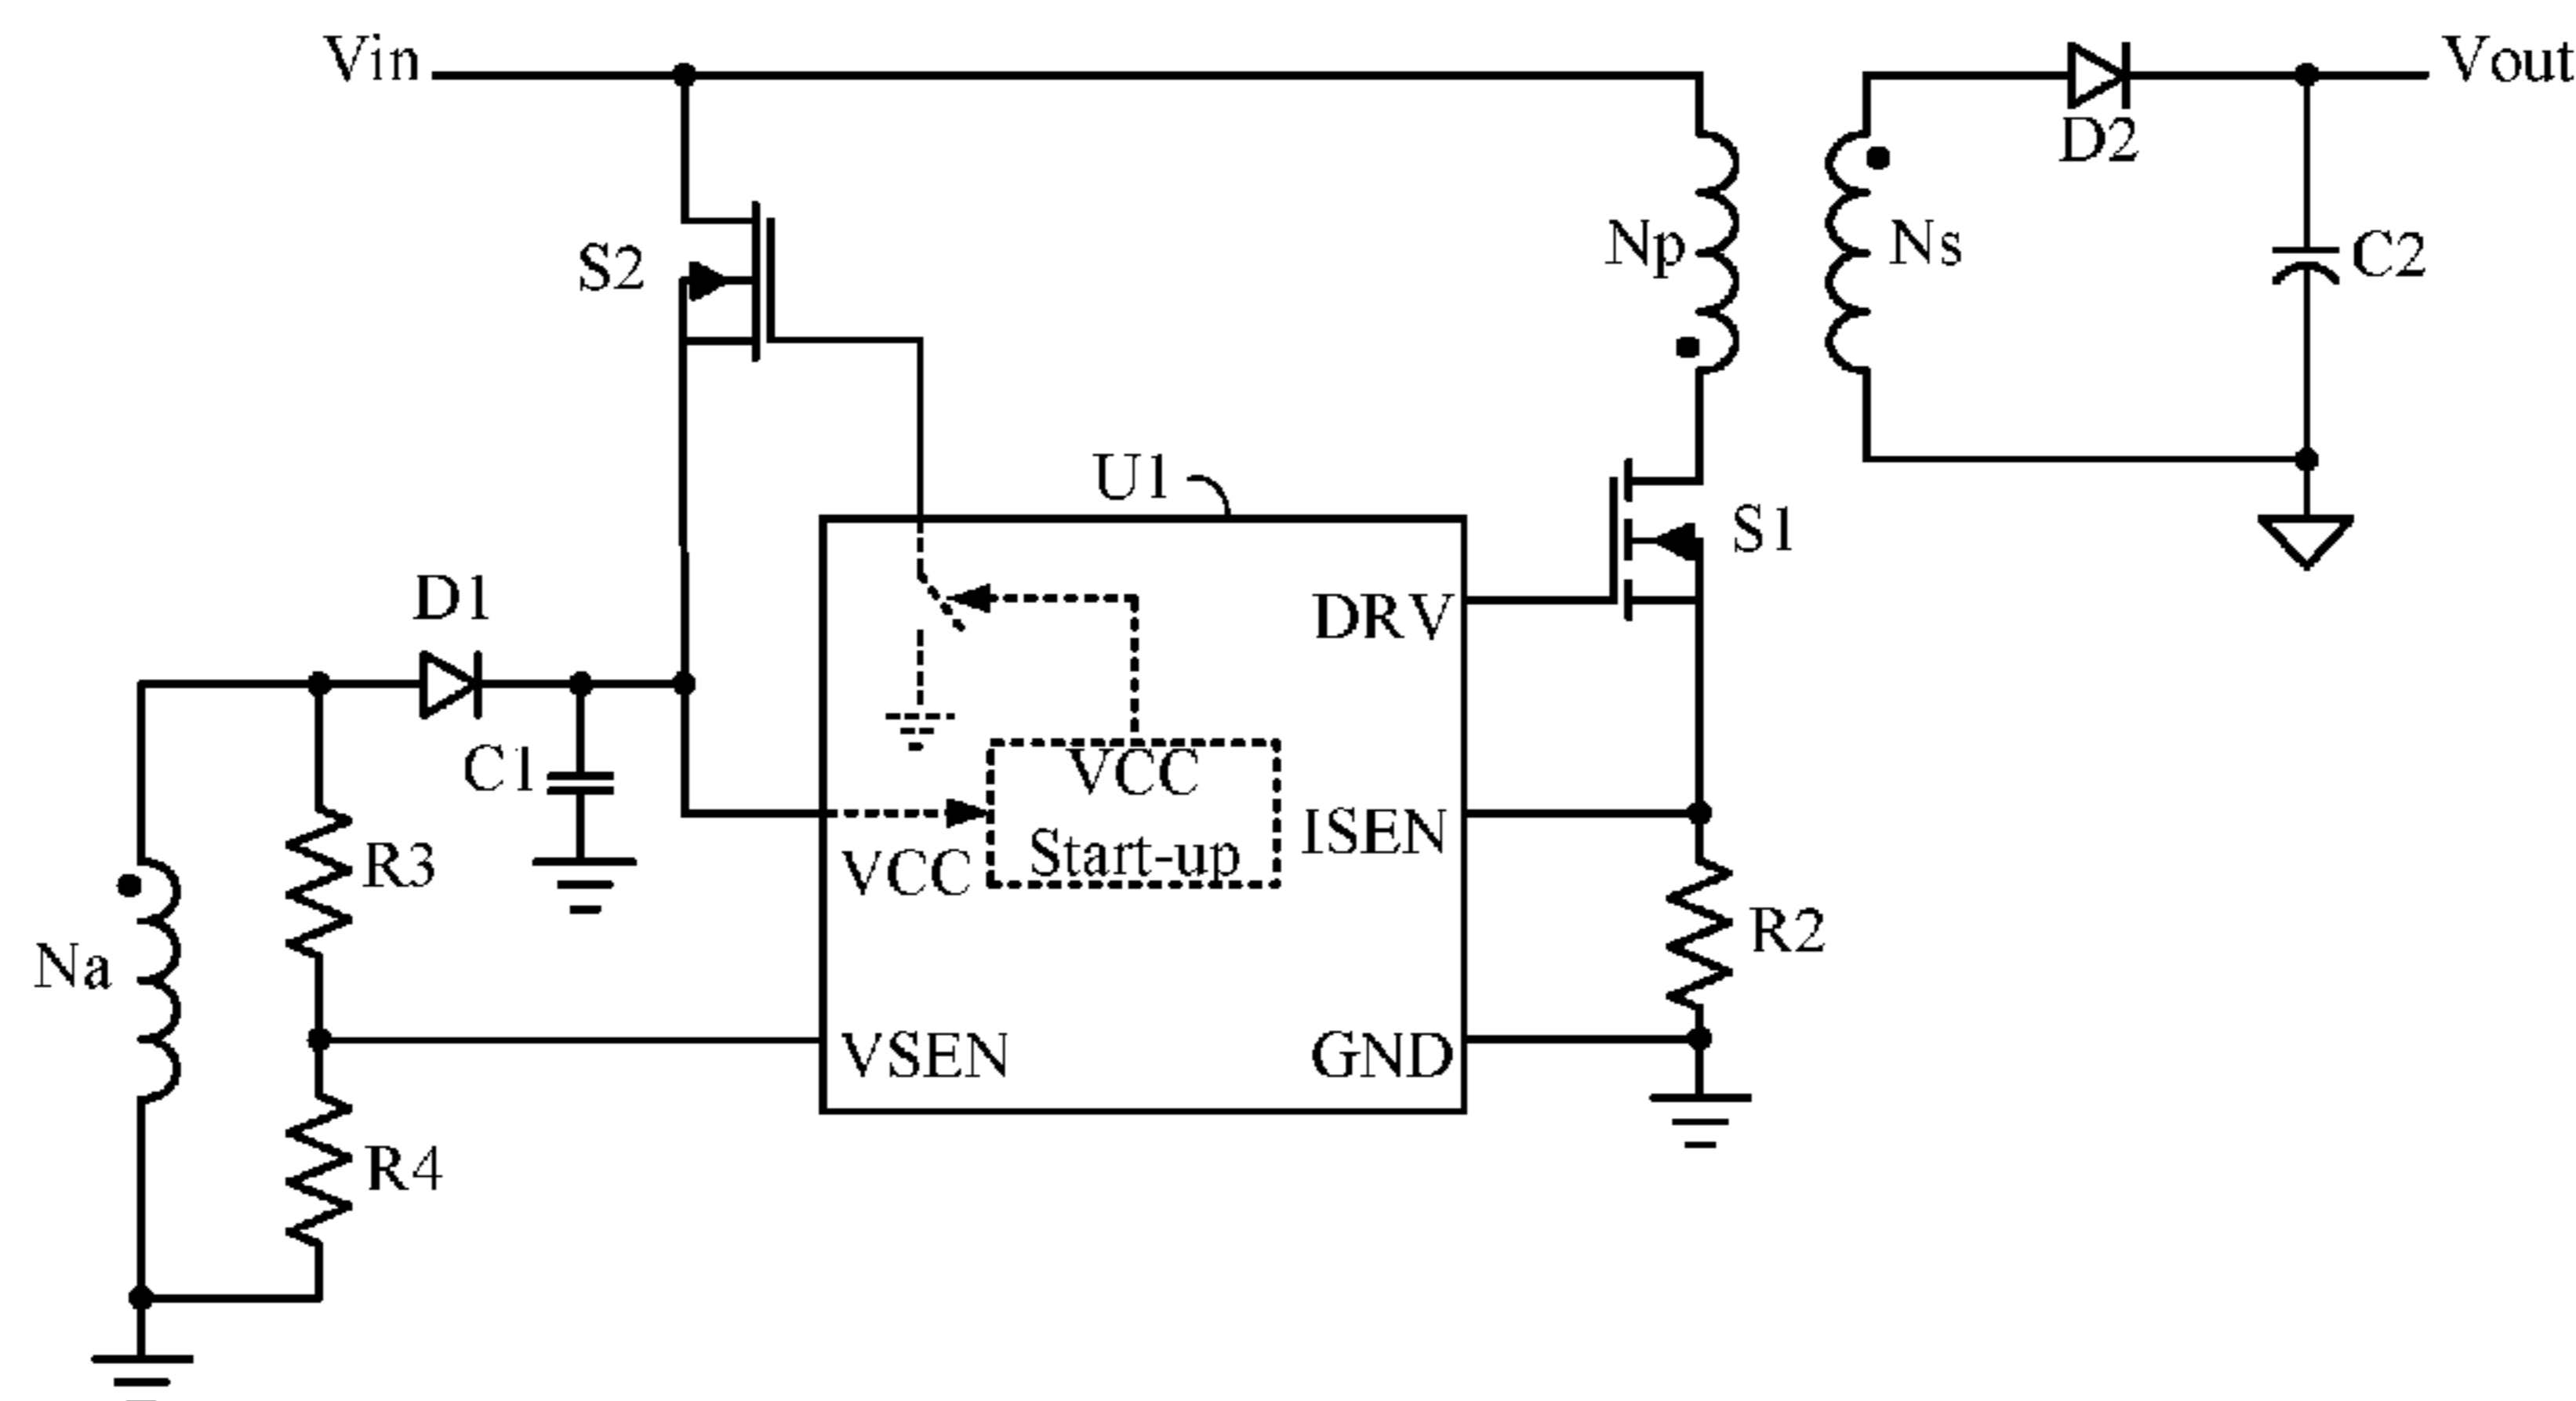 Vin
Vout
D2
S2
Np
Ns
C2
U1
S1
D1
DRV
C1
VCC
Start-up
ISEN
R3
VCC
R2
Na
VSEN
GND
R4